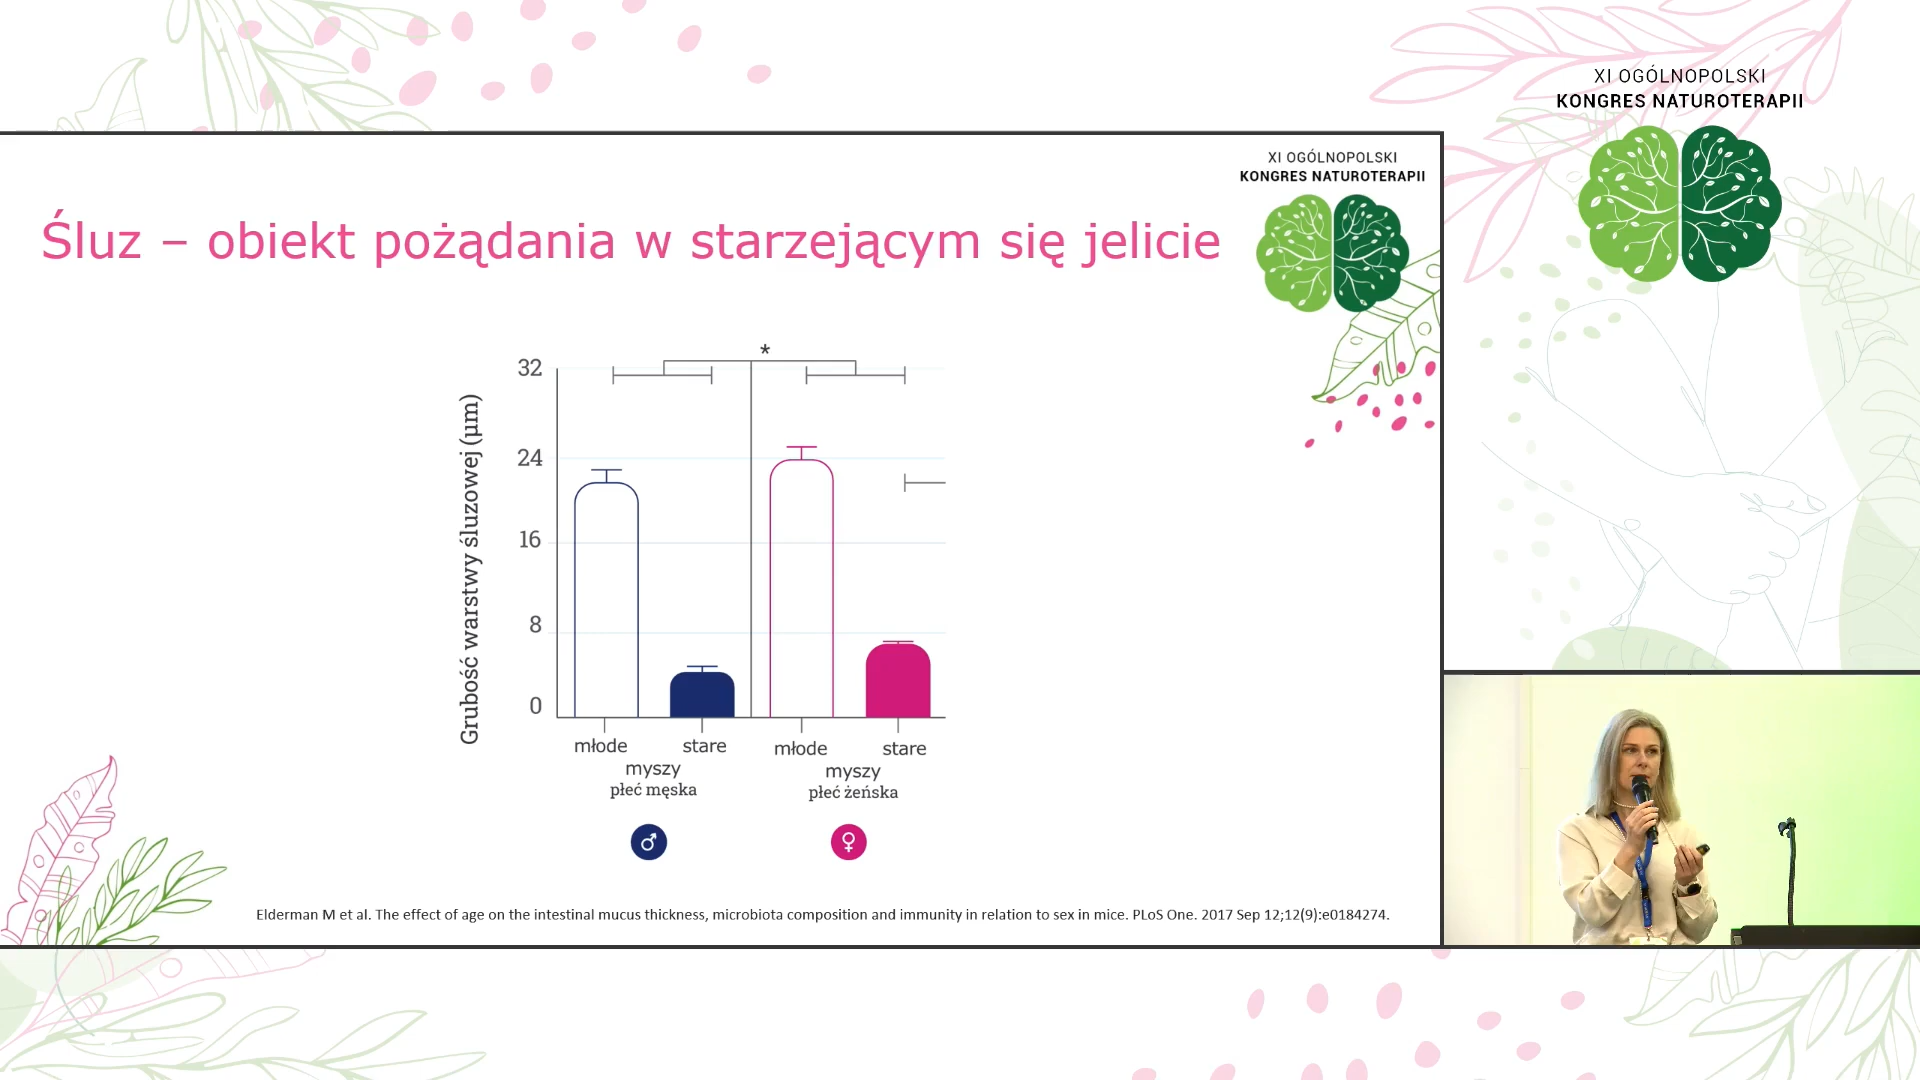 XI OGÓLNOPOLSKI
KONGRES NATUROTERAPII
XI OGÓLNOPOLSKI
KONGRES NATUROTERAPII
Śluz – obiekt pożądania w starzejącym się jelicie
*
Grubość warstwy śluzowej (µm)
32
24
16
8
0
młode
stare
młode
stare
myszy
płeć męska
myszy
płeć żeńska
♂
♀
Elderman M et al. The effect of age on the intestinal mucus thickness, microbiota composition and immunity in relation to sex in mice. PLoS One. 2017 Sep 12;12(9):e0184274.